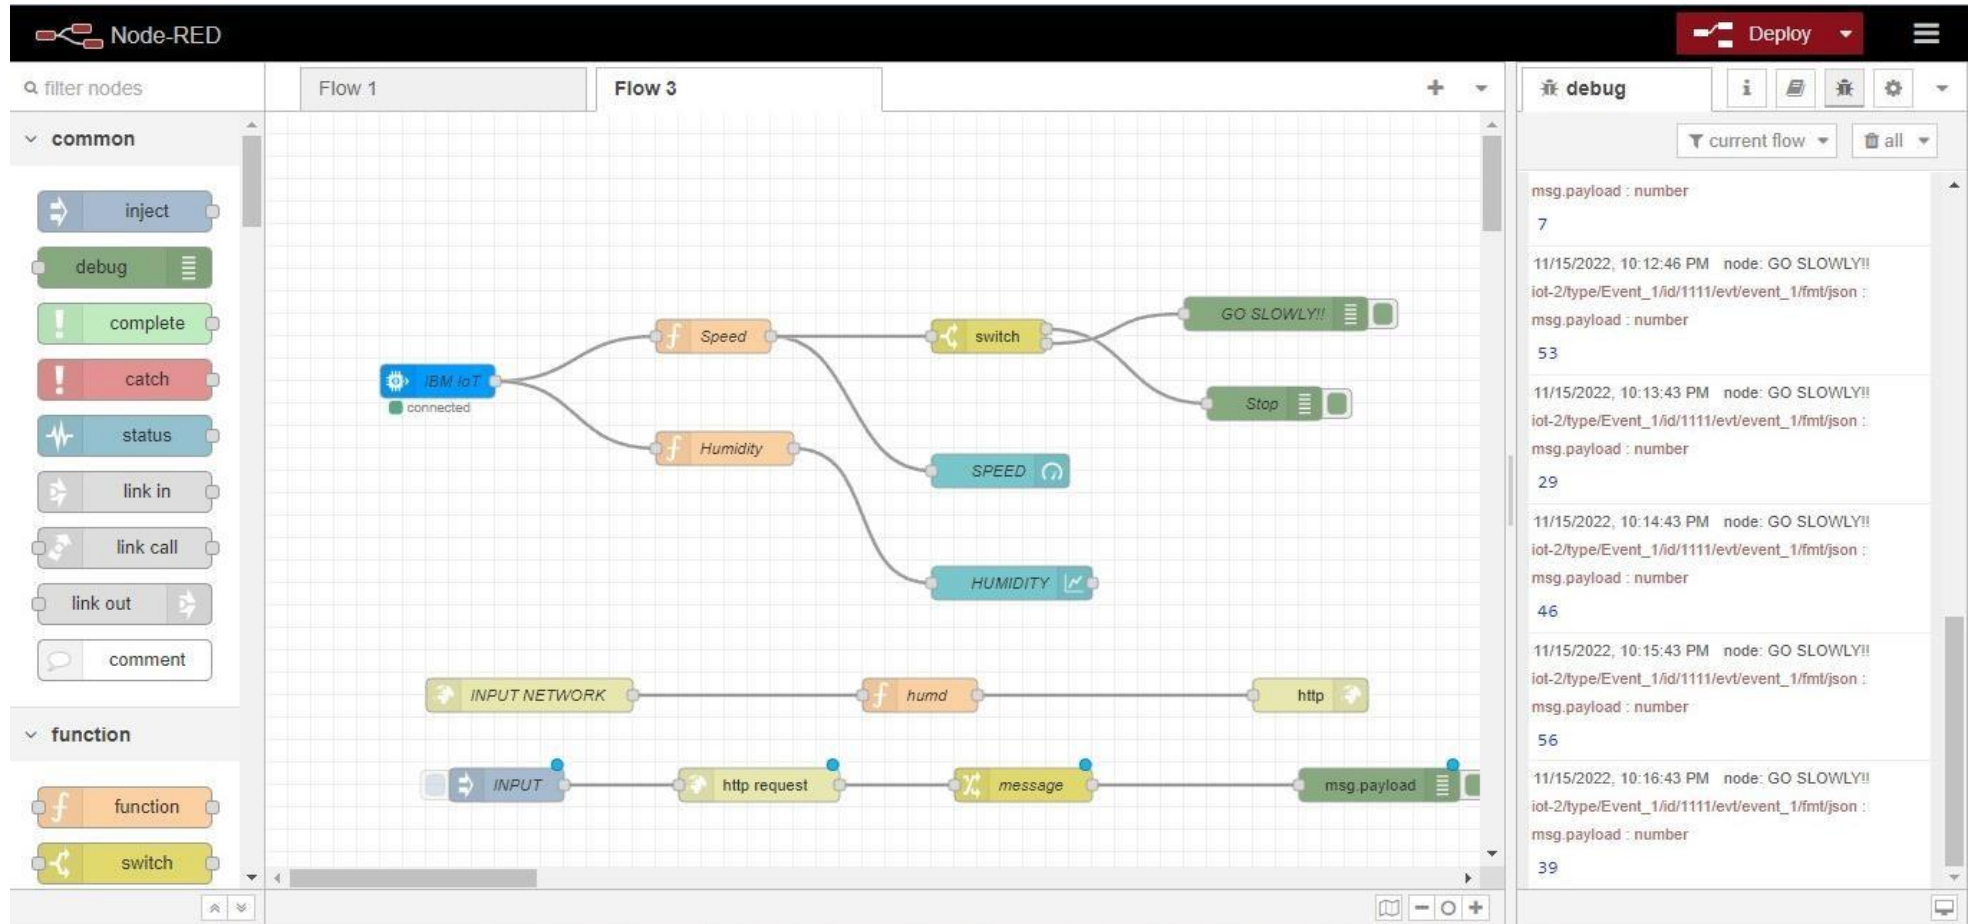 Node-RED
Deploy
filter nodes
Flow 1
Flow 3
debug
i
common
current flow
all
inject
debug
complete
catch
status
link in
link call
link out
comment
function
function
switch
IBM IoT
connected
Speed
Humidity
switch
GO SLOWLY!!
Stop
SPEED
HUMIDITY
INPUT NETWORK
humd
http
INPUT
http request
message
msg.payload
msg.payload : number
7
11/15/2022, 10:12:46 PM node: GO SLOWLY!!
iot-2/type/Event_1/id/1111/evt/event_1/fmt/json :
msg.payload : number
53
11/15/2022, 10:13:43 PM node: GO SLOWLY!!
iot-2/type/Event_1/id/1111/evt/event_1/fmt/json :
msg.payload : number
29
11/15/2022, 10:14:43 PM node: GO SLOWLY!!
iot-2/type/Event_1/id/1111/evt/event_1/fmt/json :
msg.payload : number
46
11/15/2022, 10:15:43 PM node: GO SLOWLY!!
iot-2/type/Event_1/id/1111/evt/event_1/fmt/json :
msg.payload : number
56
11/15/2022, 10:16:43 PM node: GO SLOWLY!!
iot-2/type/Event_1/id/1111/evt/event_1/fmt/json :
msg.payload : number
39